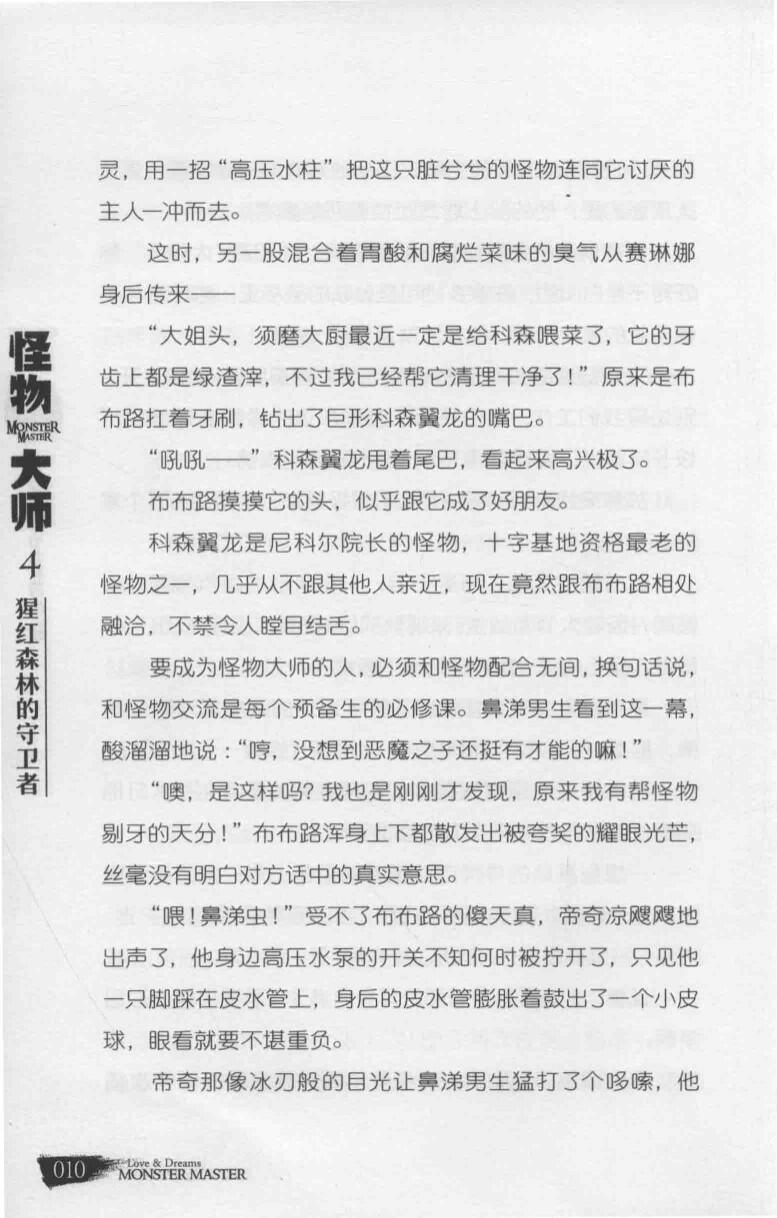 灵，用一招“高压水柱”把这只脏兮兮的怪物连同它讨厌的
主人一冲而去。
这时，另一股混合着胃酸和腐烂菜味的臭气从赛琳娜
身后传来——
“大姐头，须磨大厨最近一定是给科森喂菜了，它的牙
齿上都是绿渣滓，不过我已经帮它清理干净了！”原来是布
布路扛着牙刷，钻出了巨形科森翼龙的嘴巴。
“吼吼——”科森翼龙甩着尾巴，看起来高兴极了。
布布路摸摸它的头，似乎跟它成了好朋友。
科森翼龙是尼科尔院长的怪物，十字基地资格最老的
怪物之一，几乎从不跟其他人亲近，现在竟然跟布布路相处
融洽，不禁令人瞠目结舌。
要成为怪物大师的人，必须和怪物配合无间，换句话说，
和怪物交流是每个预备生的必修课。鼻涕男生看到这一幕，
酸溜溜地说：“哼，没想到恶魔之子还挺有才能的嘛！”
“噢，是这样吗？我也是刚刚才发现，原来我有帮怪物
剔牙的天分！”布布路浑身上下都散发出被夸奖的耀眼光芒，
丝毫没有明白对方话中的真实意思。
“喂！鼻涕虫！”受不了布布路的傻天真，帝奇凉飕飕地
出声了，他身边高压水泵的开关不知何时被拧开了，只见他
一只脚踩在皮水管上，身后的皮水管膨胀着鼓出了一个小皮
球，眼看就要不堪重负。
帝奇那像冰刃般的目光让鼻涕男生猛打了个哆嗦，他
怪物
MONSTER
MASTER
大师
4
猩红森林的守卫者
010
Love & Dreams
MONSTER MASTER